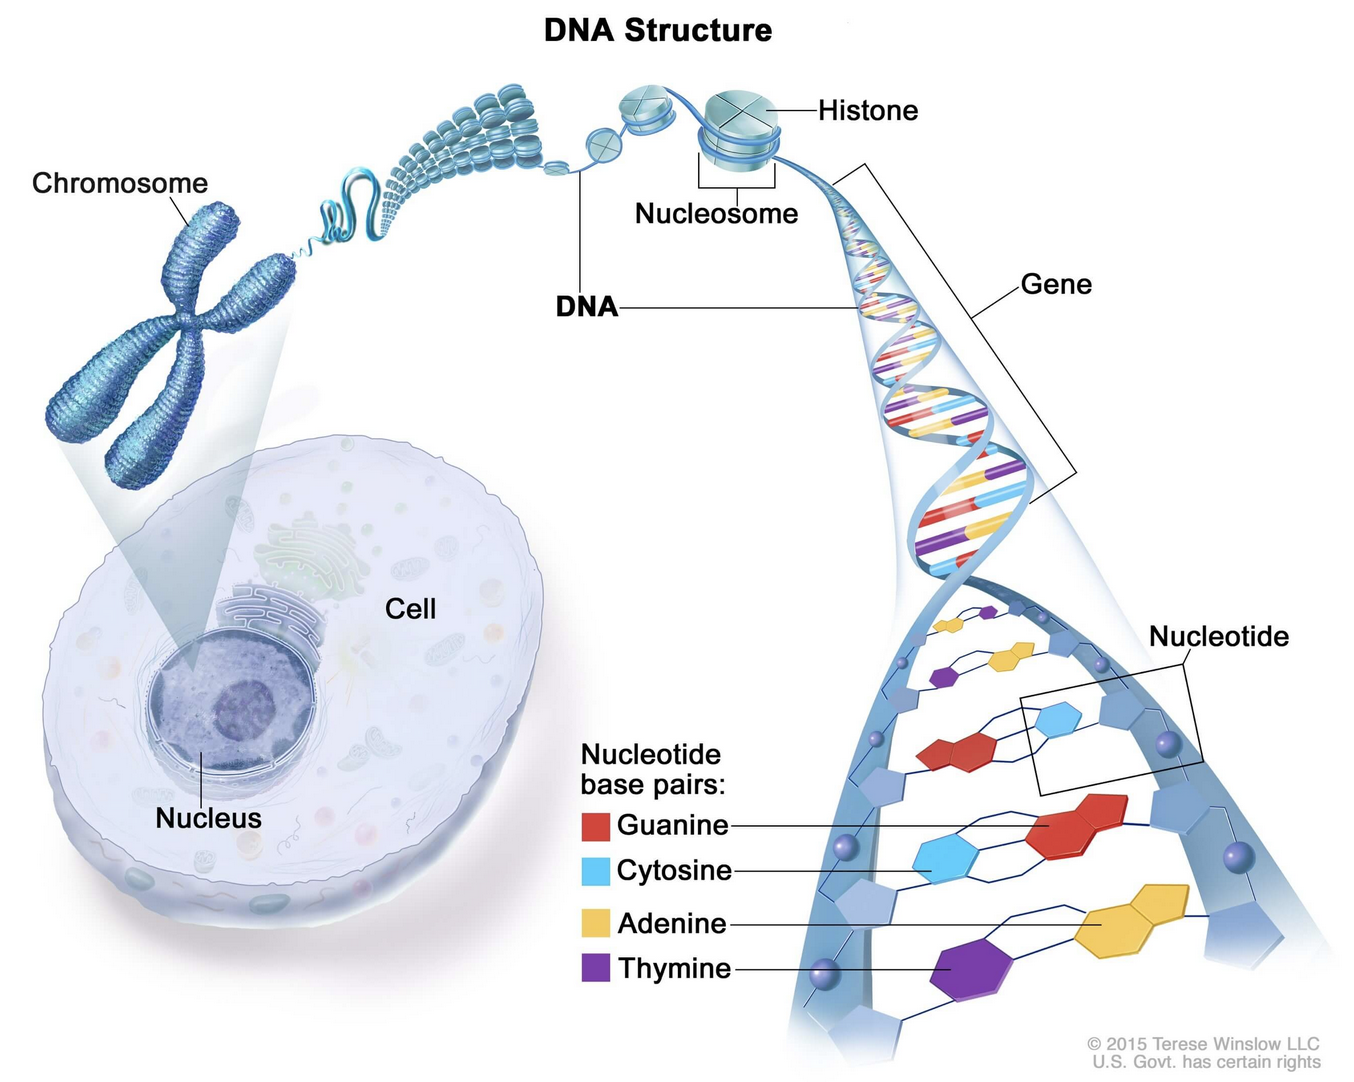 DNA Structure
Histone
Chromosome
Nucleosome
Gene
DNA
Cell
Nucleotide
Nucleotide
base pairs:
Nucleus
Guanine
Cytosine
Adenine
Thymine
© 2015 Terese Winslow LLC
U.S. Govt. has certain rights